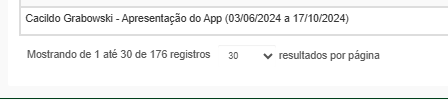 Cacildo Grabowski - Apresentação do App (03/06/2024 a 17/10/2024)
Mostrando de 1 até 30 de 176 registros 30 resultados por página